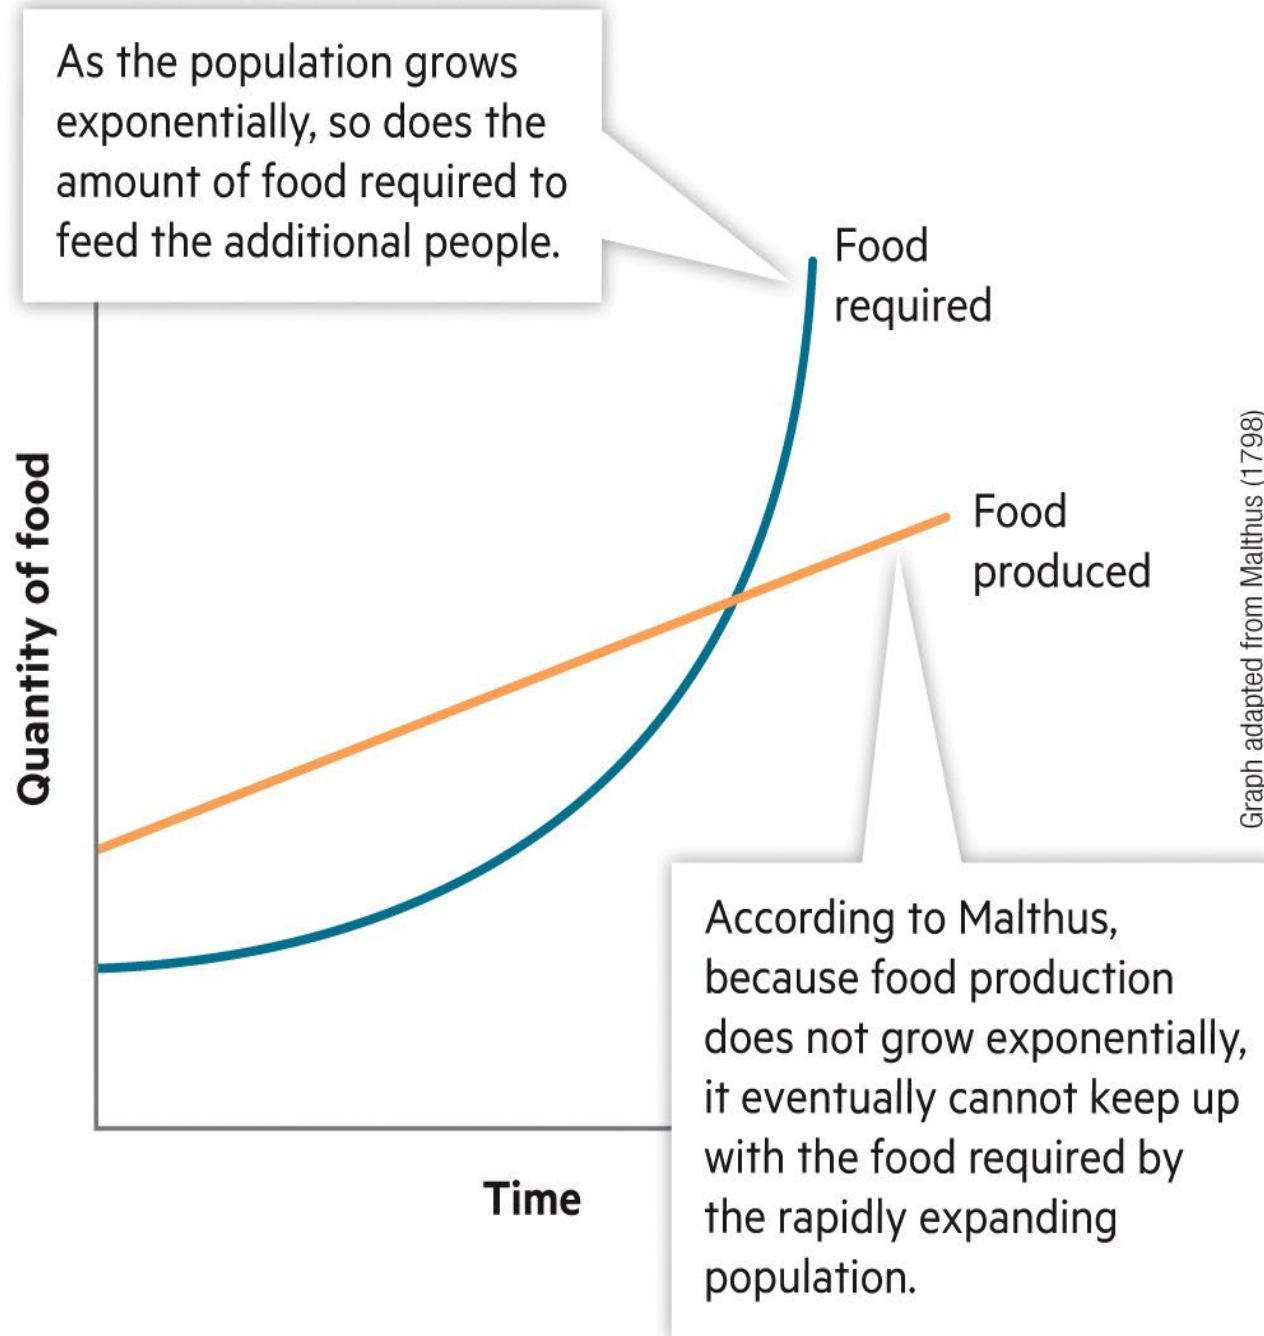 As the population grows
exponentially, so does the
amount of food required to
feed the additional people.
Food
required
Food
produced
Quantity of food
Graph adapted from Malthus (1798)
According to Malthus,
because food production
does not grow exponentially,
it eventually cannot keep up
with the food required by
the rapidly expanding
population.
Time